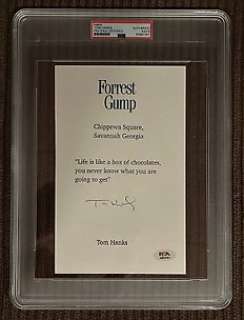 Forrest
Gump
Chippewa Square,
Savannah Georgia
"Life is like a box of chocolates,
you never know what you are
going to get"
Tom Hanks